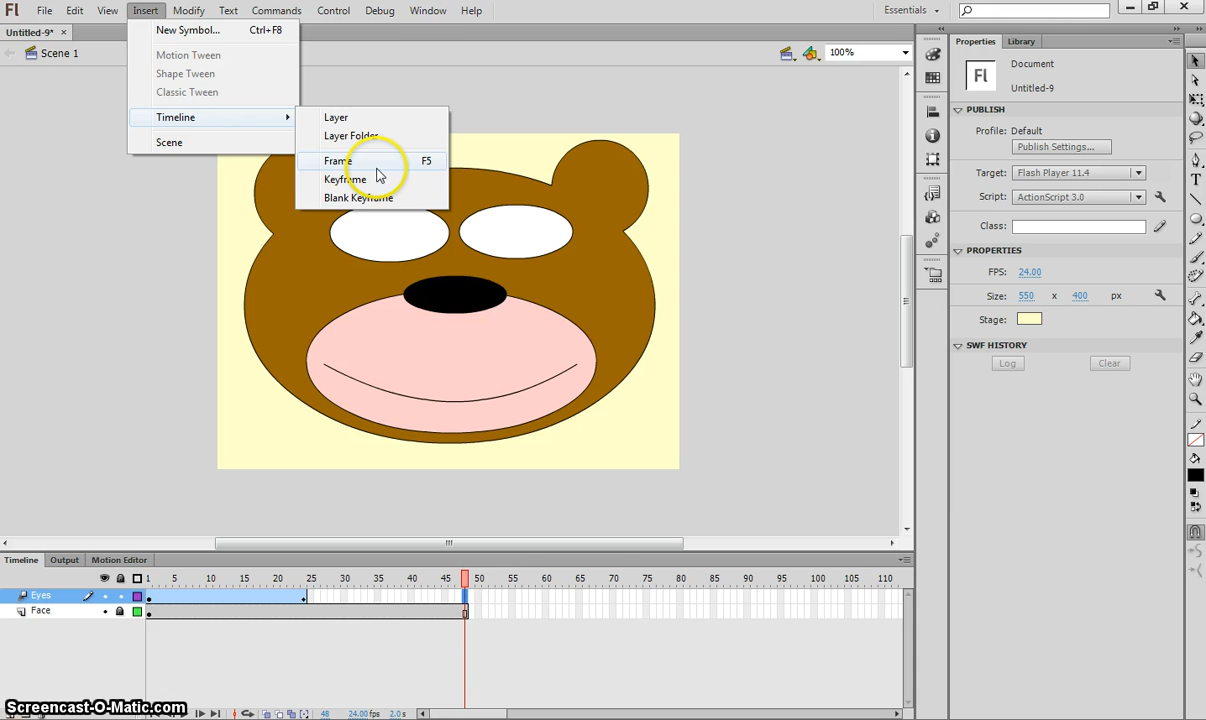 Fl File Edit View Insert Modify Text Commands Control Debug Window Help Essentials
Untitled-9* ×
Scene 1
100%
New Symbol... Ctrl+F8
Motion Tween
Shape Tween
Classic Tween
Timeline
Scene
Layer
Layer Folder
Frame F5
Keyframe
Blank Keyframe
Properties Library
Fl
Document
Untitled-9
PUBLISH
Profile: Default
Publish Settings...
Target: Flash Player 11.4
Script: ActionScript 3.0
Class:
PROPERTIES
FPS: 24.00
Size: 550 x 400 px
Stage:
SWF HISTORY
Log Clear
Timeline Output Motion Editor
1 5 10 15 20 25 30 35 40 45 50 55 60 65 70 75 80 85 90 95 100 105 110
Eyes
Face
48 24.00 fps 2.0 s
Screencast-O-Matic.com